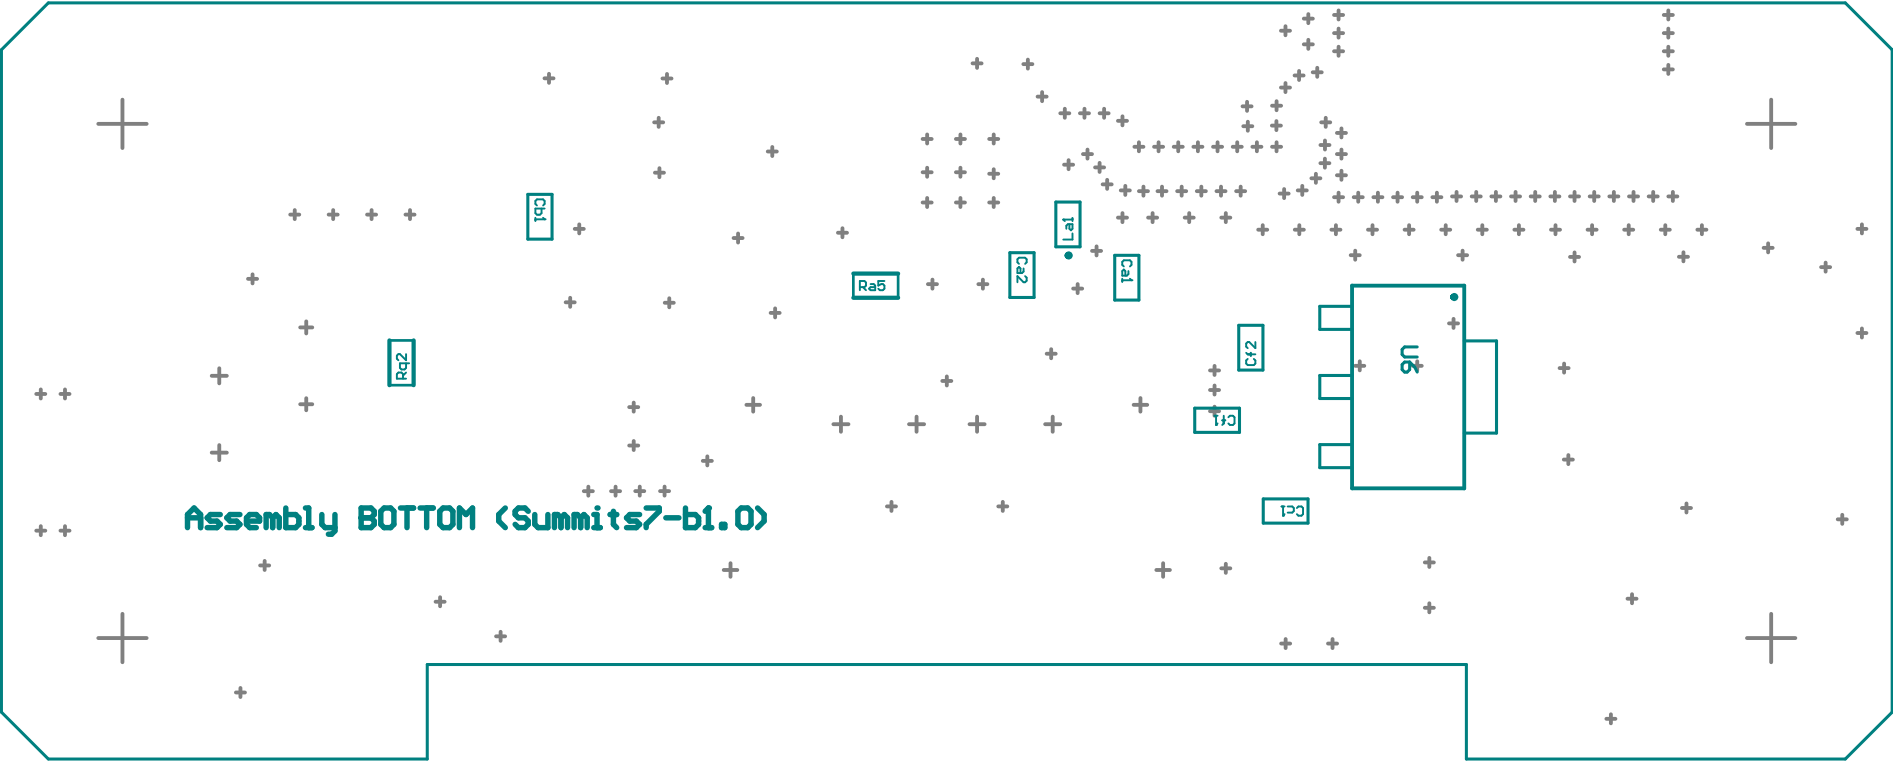 Cb1
La1
Ra5
Ca2
Ca1
Rq2
Cf2
U6
Cf1
Cc1
Assembly BOTTOM (Summits7-b1.0)